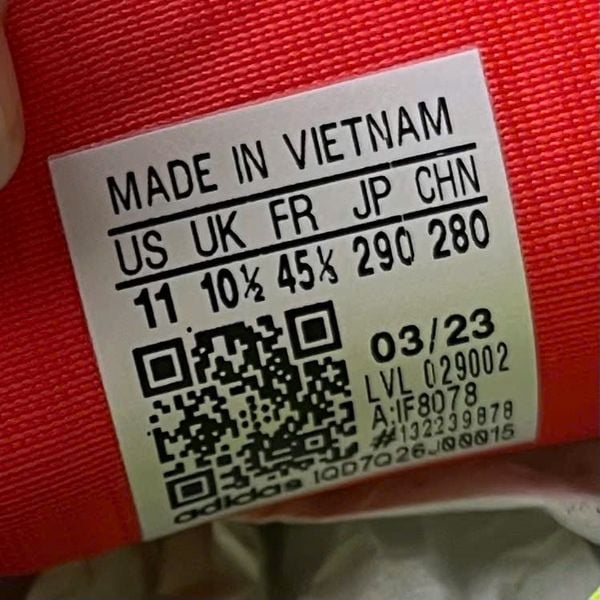 MADE IN VIETNAM
US UK FR JP CHN
11 10½ 45⅓ 290 280
03/23
LVL 029002
A:IF8078
#132239878
adidas 1QD7Q26J00015